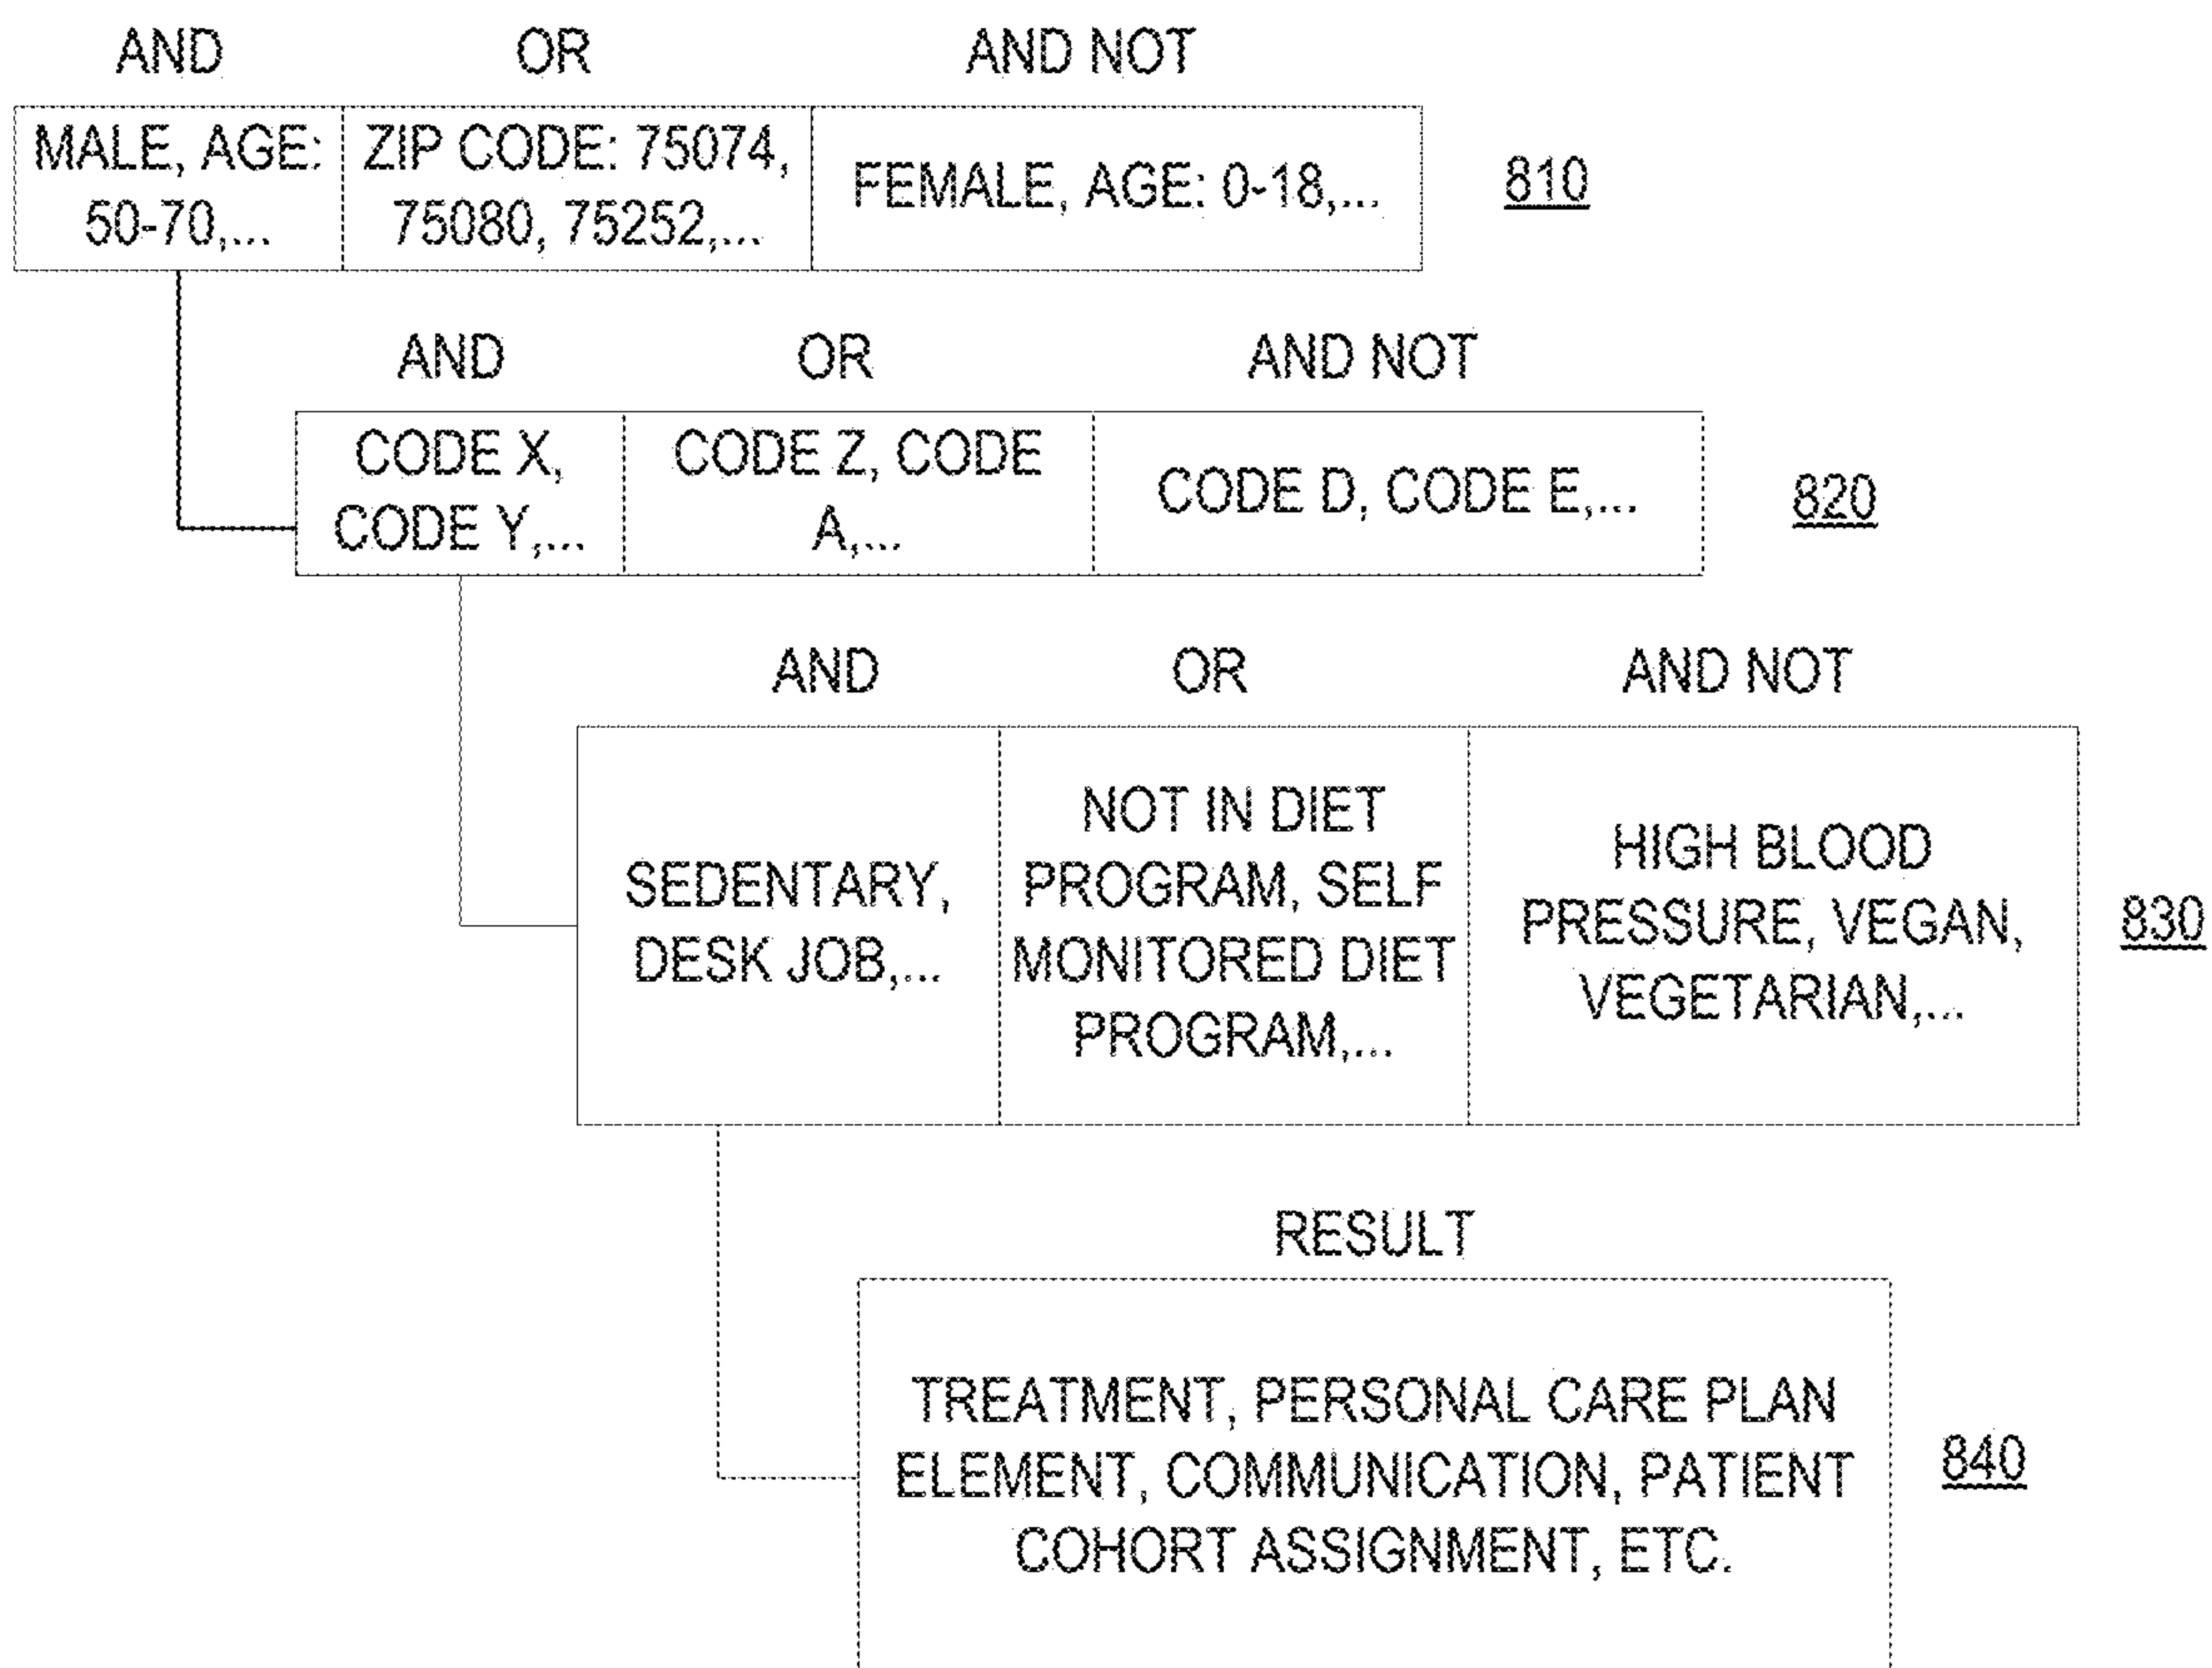 AND OR AND NOT
MALE, AGE: 50-70,...
ZIP CODE: 75074, 75080, 75252,...
FEMALE, AGE: 0-18,...
810
AND OR AND NOT
CODE X,
CODE Y,...
CODE Z, CODE
A,...
CODE D, CODE E,...
820
AND OR AND NOT
SEDENTARY,
DESK JOB,...
NOT IN DIET
PROGRAM, SELF
MONITORED DIET
PROGRAM,...
HIGH BLOOD
PRESSURE, VEGAN,
VEGETARIAN,...
830
RESULT
TREATMENT, PERSONAL CARE PLAN
ELEMENT, COMMUNICATION, PATIENT
COHORT ASSIGNMENT, ETC.
840